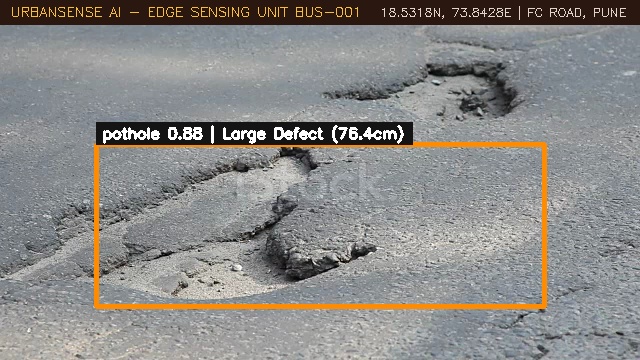 URBANSENSE AI - EDGE SENSING UNIT BUS-001 18.5318N, 73.8428E | FC ROAD, PUNE
pothole 0.88 | Large Defect (76.4cm)